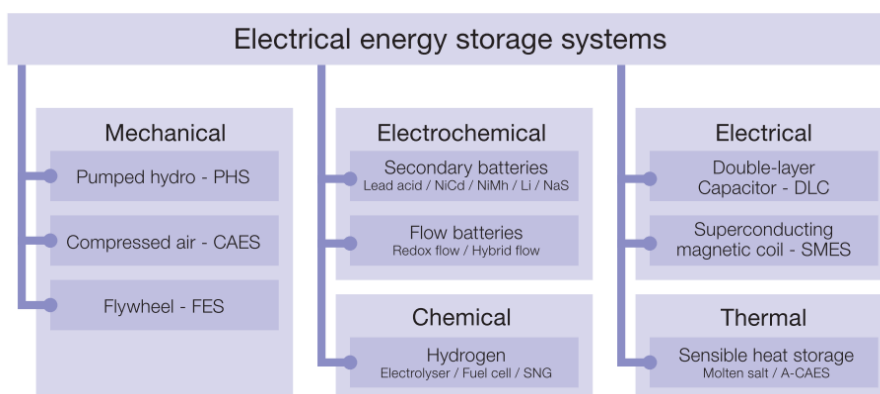 Electrical energy storage systems
Mechanical
Pumped hydro - PHS
Compressed air - CAES
Flywheel - FES
Electrochemical
Secondary batteries
Lead acid / NiCd / NiMh / Li / NaS
Flow batteries
Redox flow / Hybrid flow
Chemical
Hydrogen
Electrolyser / Fuel cell / SNG
Electrical
Double-layer
Capacitor - DLC
Superconducting
magnetic coil - SMES
Thermal
Sensible heat storage
Molten salt / A-CAES